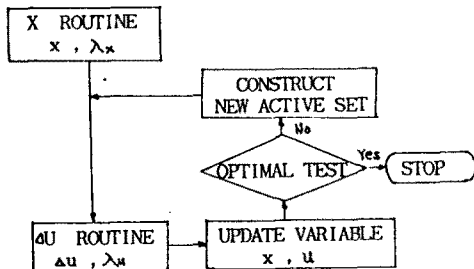 X ROUTINE
x , λx
CONSTRUCT
NEW ACTIVE SET
No
OPTIMAL TEST
Yes
STOP
ΔU ROUTINE
Δu , λu
UPDATE VARIABLE
x , u